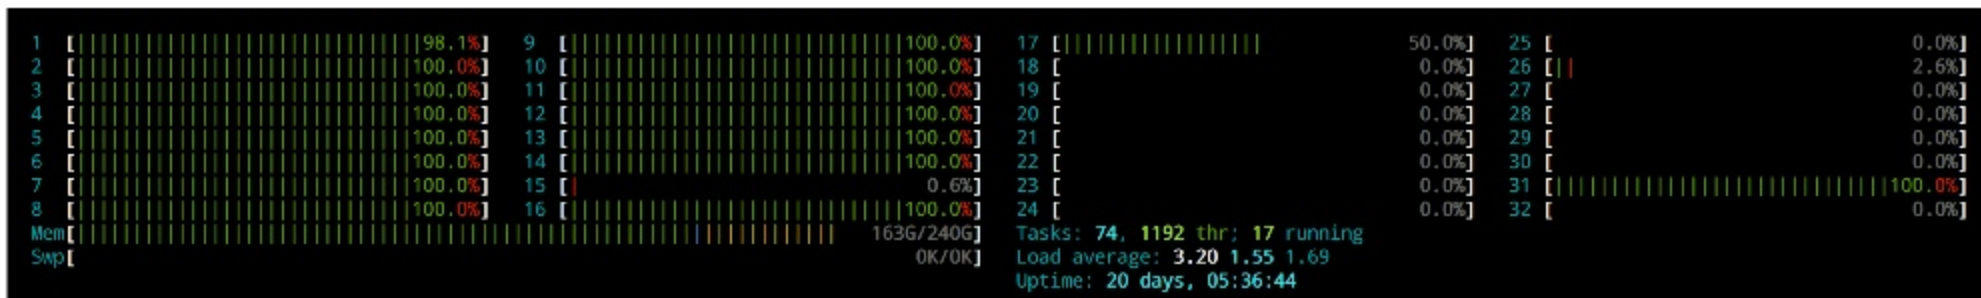 1 [98.1%] 9 [100.0%] 17 [50.0%] 25 [0.0%]
2 [100.0%] 10 [100.0%] 18 [0.0%] 26 [2.6%]
3 [100.0%] 11 [100.0%] 19 [0.0%] 27 [0.0%]
4 [100.0%] 12 [100.0%] 20 [0.0%] 28 [0.0%]
5 [100.0%] 13 [100.0%] 21 [0.0%] 29 [0.0%]
6 [100.0%] 14 [100.0%] 22 [0.0%] 30 [0.0%]
7 [100.0%] 15 [0.6%] 23 [0.0%] 31 [100.0%]
8 [100.0%] 16 [100.0%] 24 [0.0%] 32 [0.0%]
Mem[163G/240G] Tasks: 74, 1192 thr; 17 running
Swp[0K/0K] Load average: 3.20 1.55 1.69
Uptime: 20 days, 05:36:44